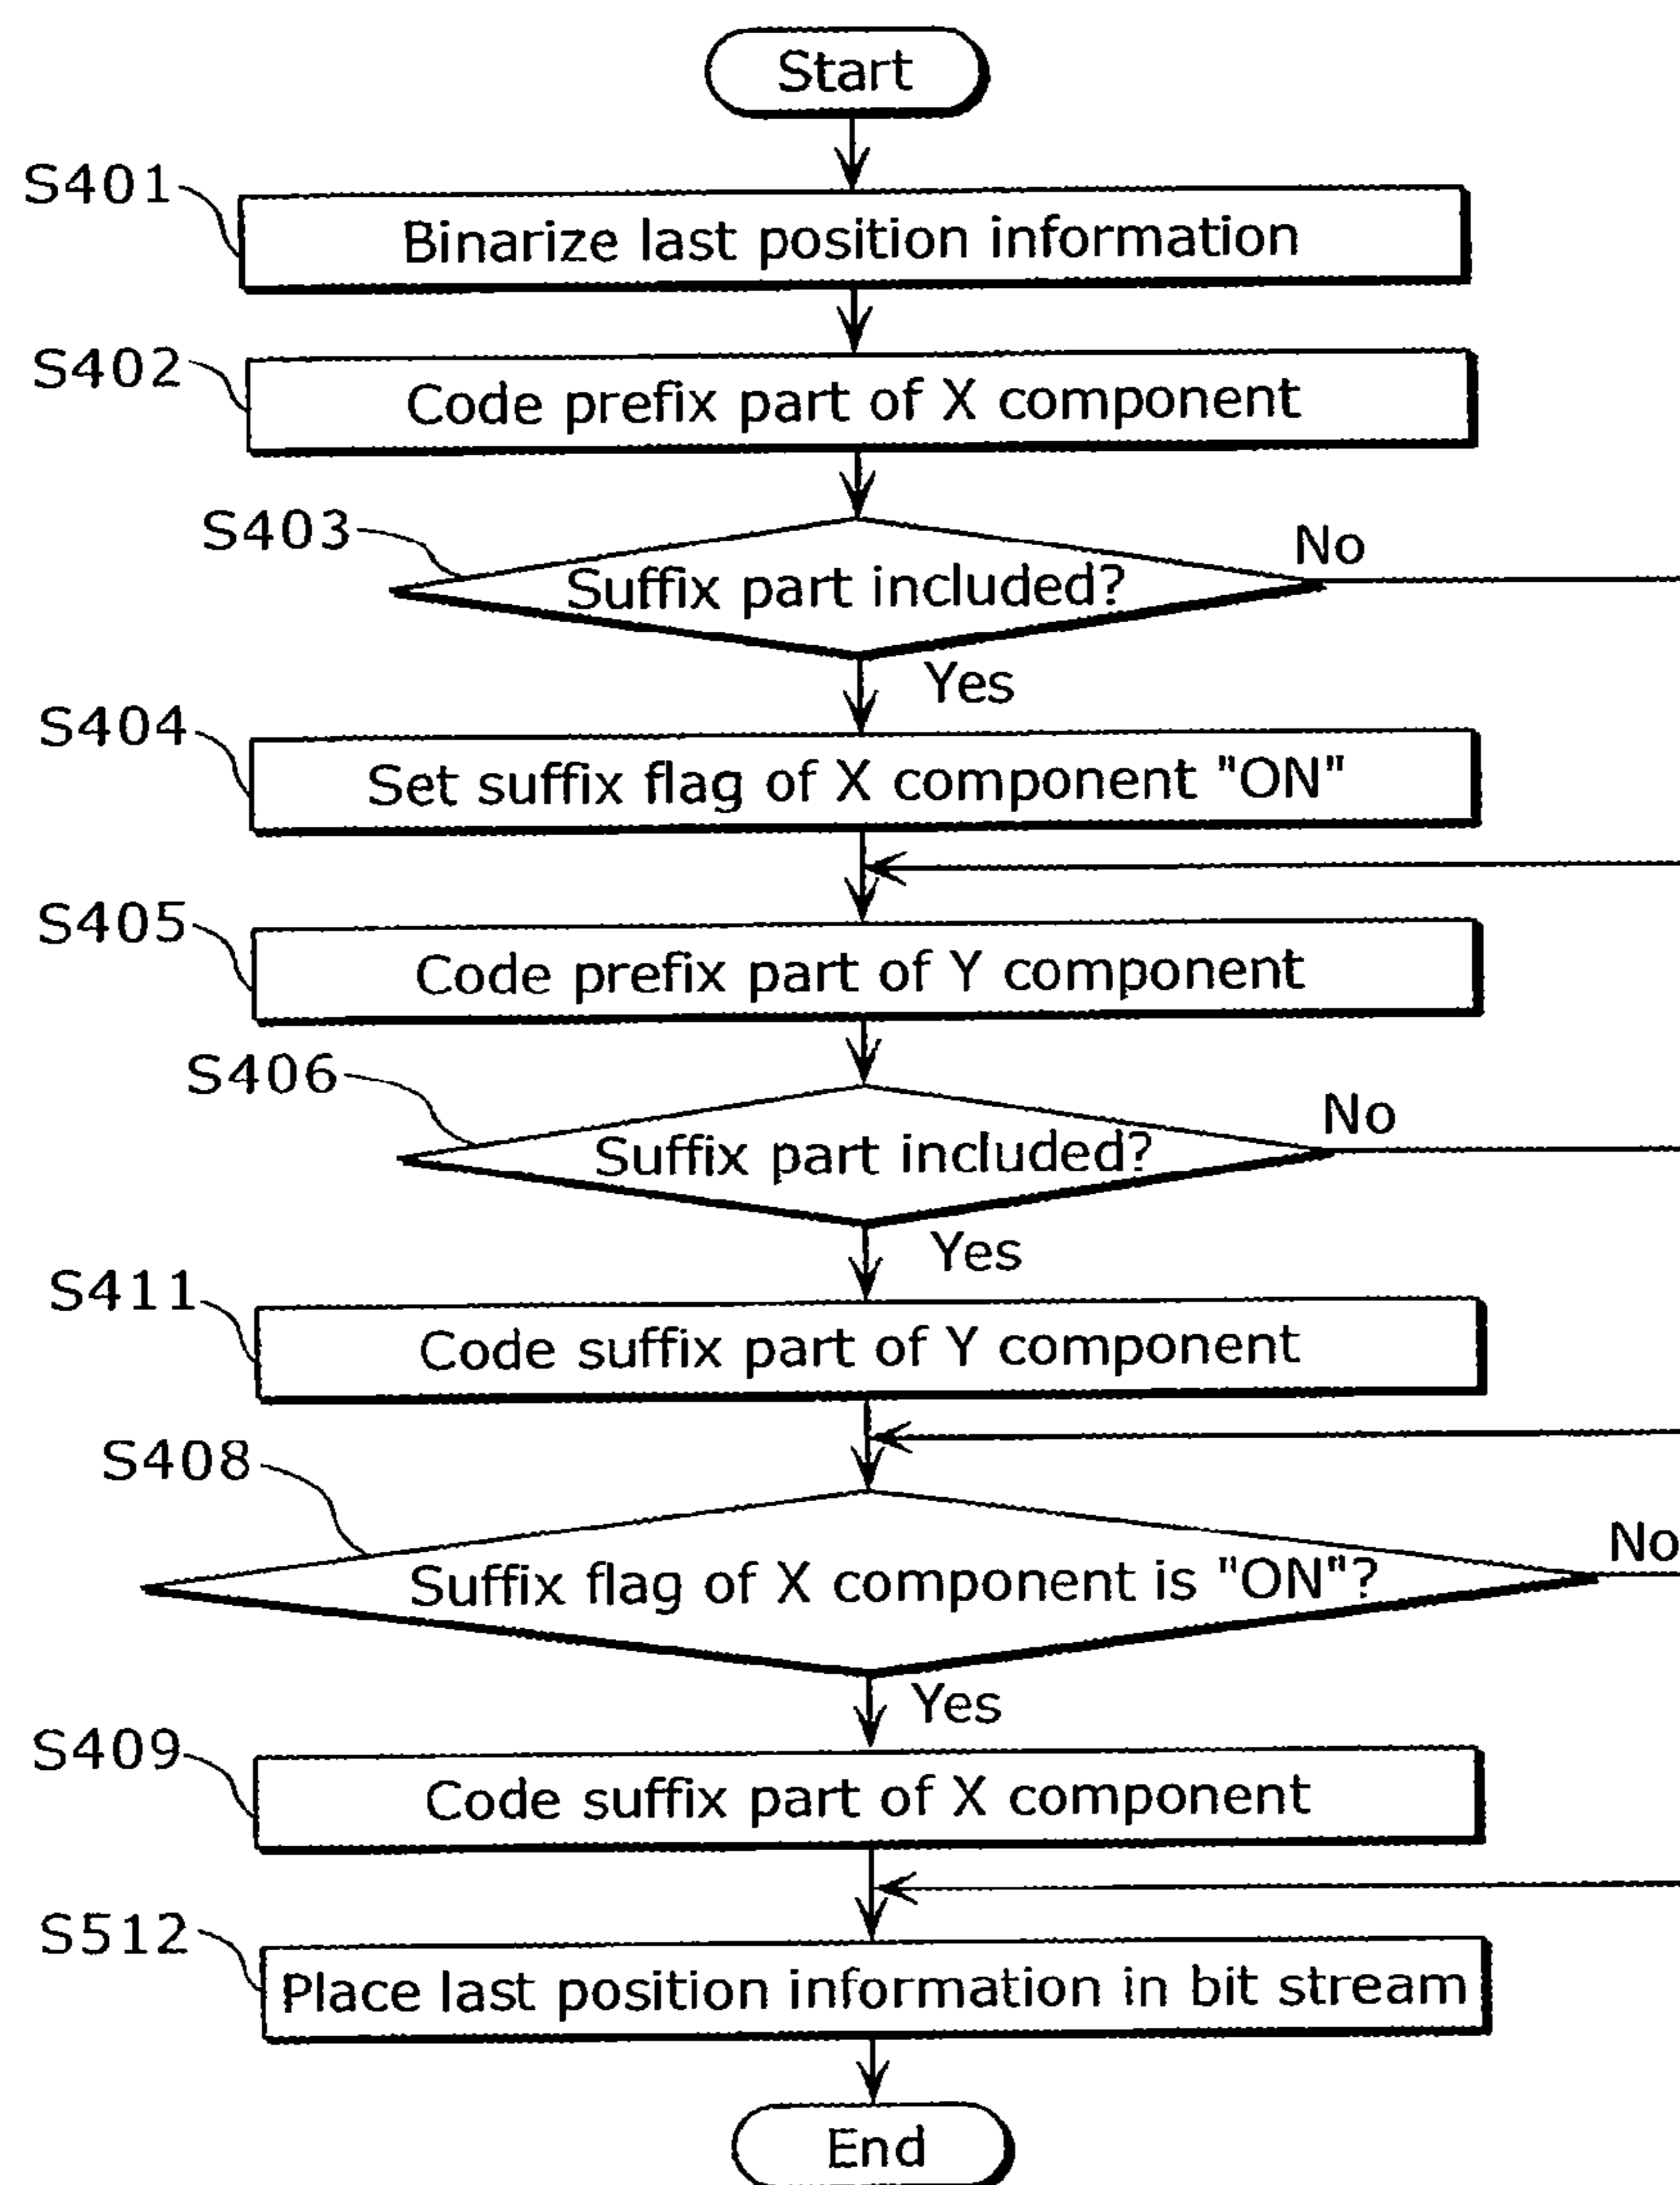 Start
S401
Binarize last position information
S402
Code prefix part of X component
S403
Suffix part included?
No
Yes
S404
Set suffix flag of X component "ON"
S405
Code prefix part of Y component
S406
Suffix part included?
No
Yes
S411
Code suffix part of Y component
S408
Suffix flag of X component is "ON"?
No
Yes
S409
Code suffix part of X component
S512
Place last position information in bit stream
End